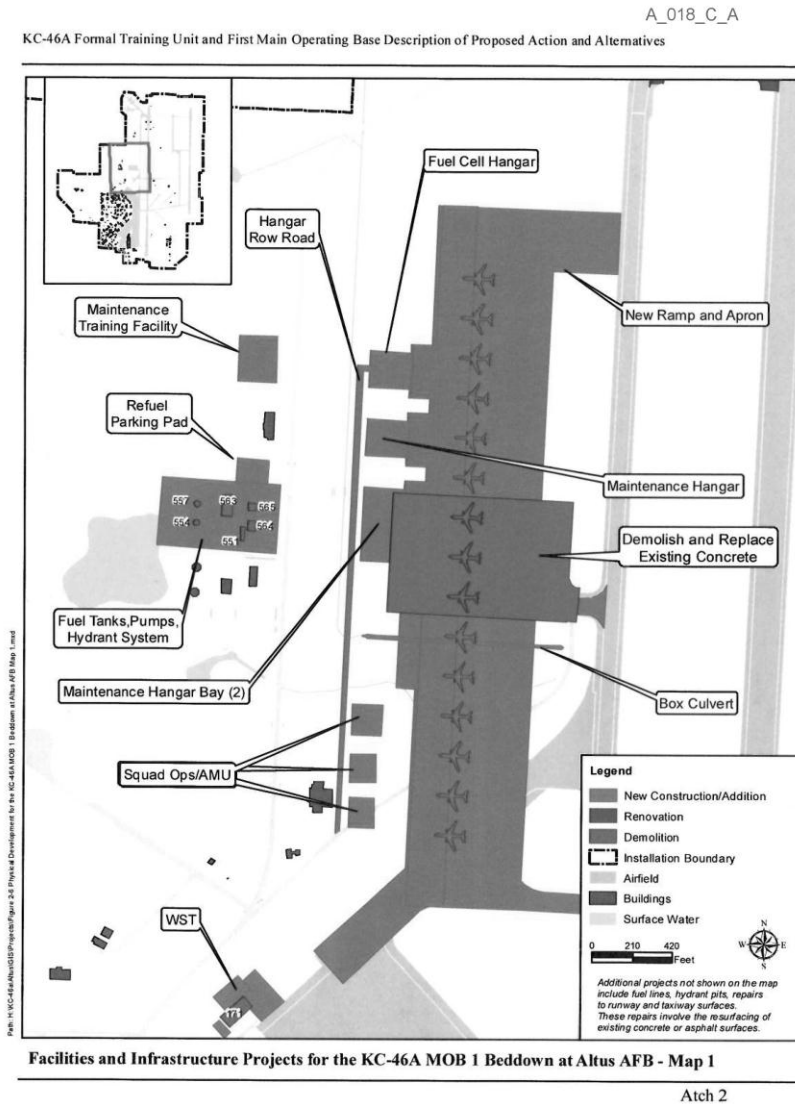 A_018_C_A
KC-46A Formal Training Unit and First Main Operating Base Description of Proposed Action and Alternatives
Fuel Cell Hangar
Hangar
Row Road
Maintenance
Training Facility
New Ramp and Apron
Refuel
Parking Pad
Maintenance Hangar
557
563
565
554
564
551
Demolish and Replace
Existing Concrete
Fuel Tanks,Pumps,
Hydrant System
Maintenance Hangar Bay (2)
Box Culvert
Squad Ops/AMU
WST
171
Legend
New Construction/Addition
Renovation
Demolition
Installation Boundary
Airfield
Buildings
Surface Water
0 210 420
Feet
N
W E
S
Additional projects not shown on the map
include fuel lines, hydrant pits, repairs
to runway and taxiway surfaces.
These repairs involve the resurfacing of
existing concrete or asphalt surfaces.
Facilities and Infrastructure Projects for the KC-46A MOB 1 Beddown at Altus AFB - Map 1
Atch 2